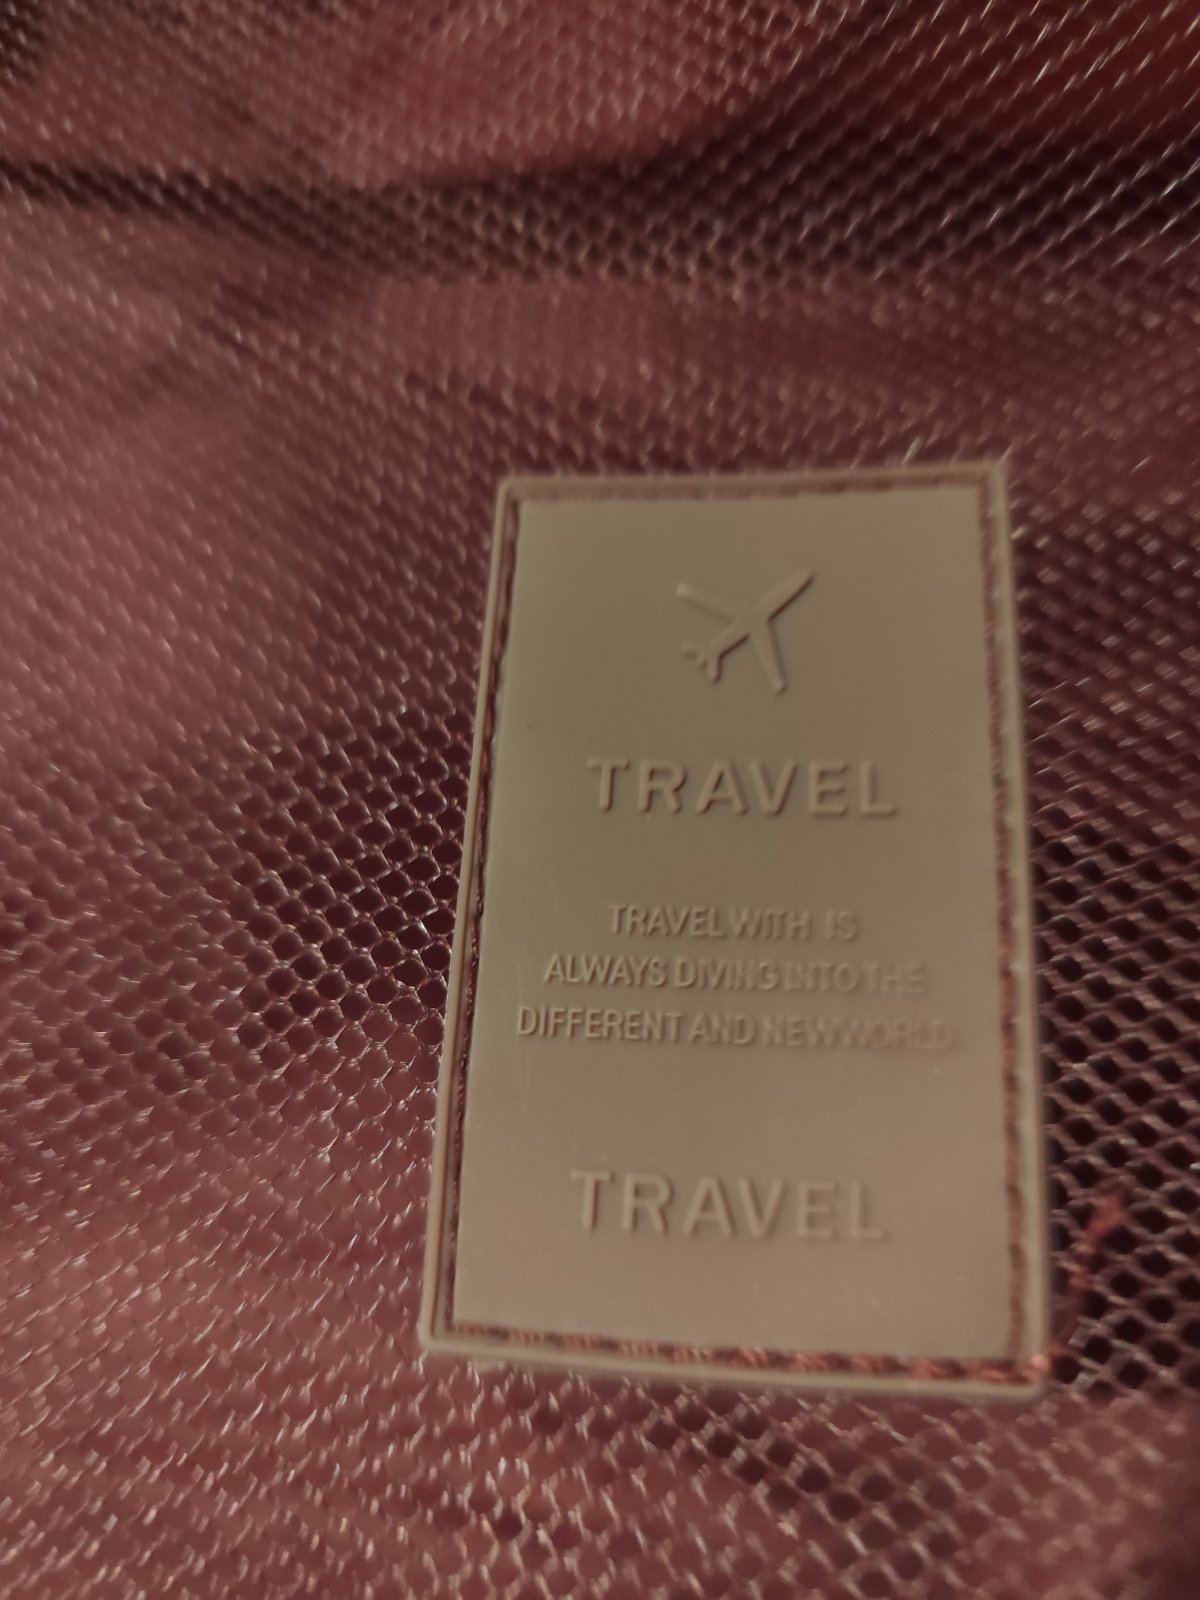 TRAVEL
TRAVEL WITH IS
ALWAYS DIVING INTO THE
DIFFERENT AND NEWWORLD
TRAVEL